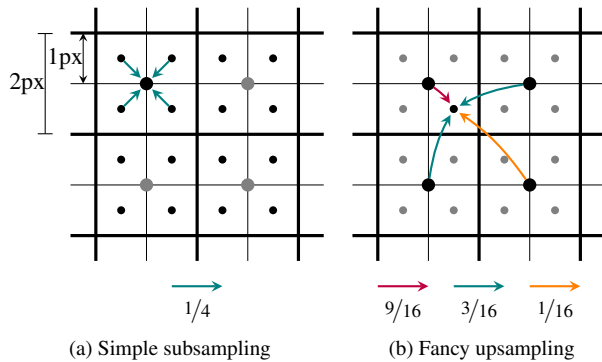 1px
2px
1/4
9/16 3/16 1/16
(a) Simple subsampling
(b) Fancy upsampling